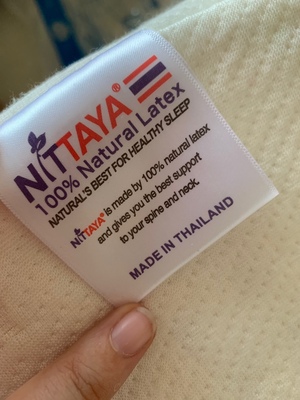 NITTAYA®
100% Natural Latex
NATURAL'S BEST FOR HEALTHY SLEEP
NITTAYA® is made by 100% natural latex
and gives you the best support
to your spine and neck.
MADE IN THAILAND